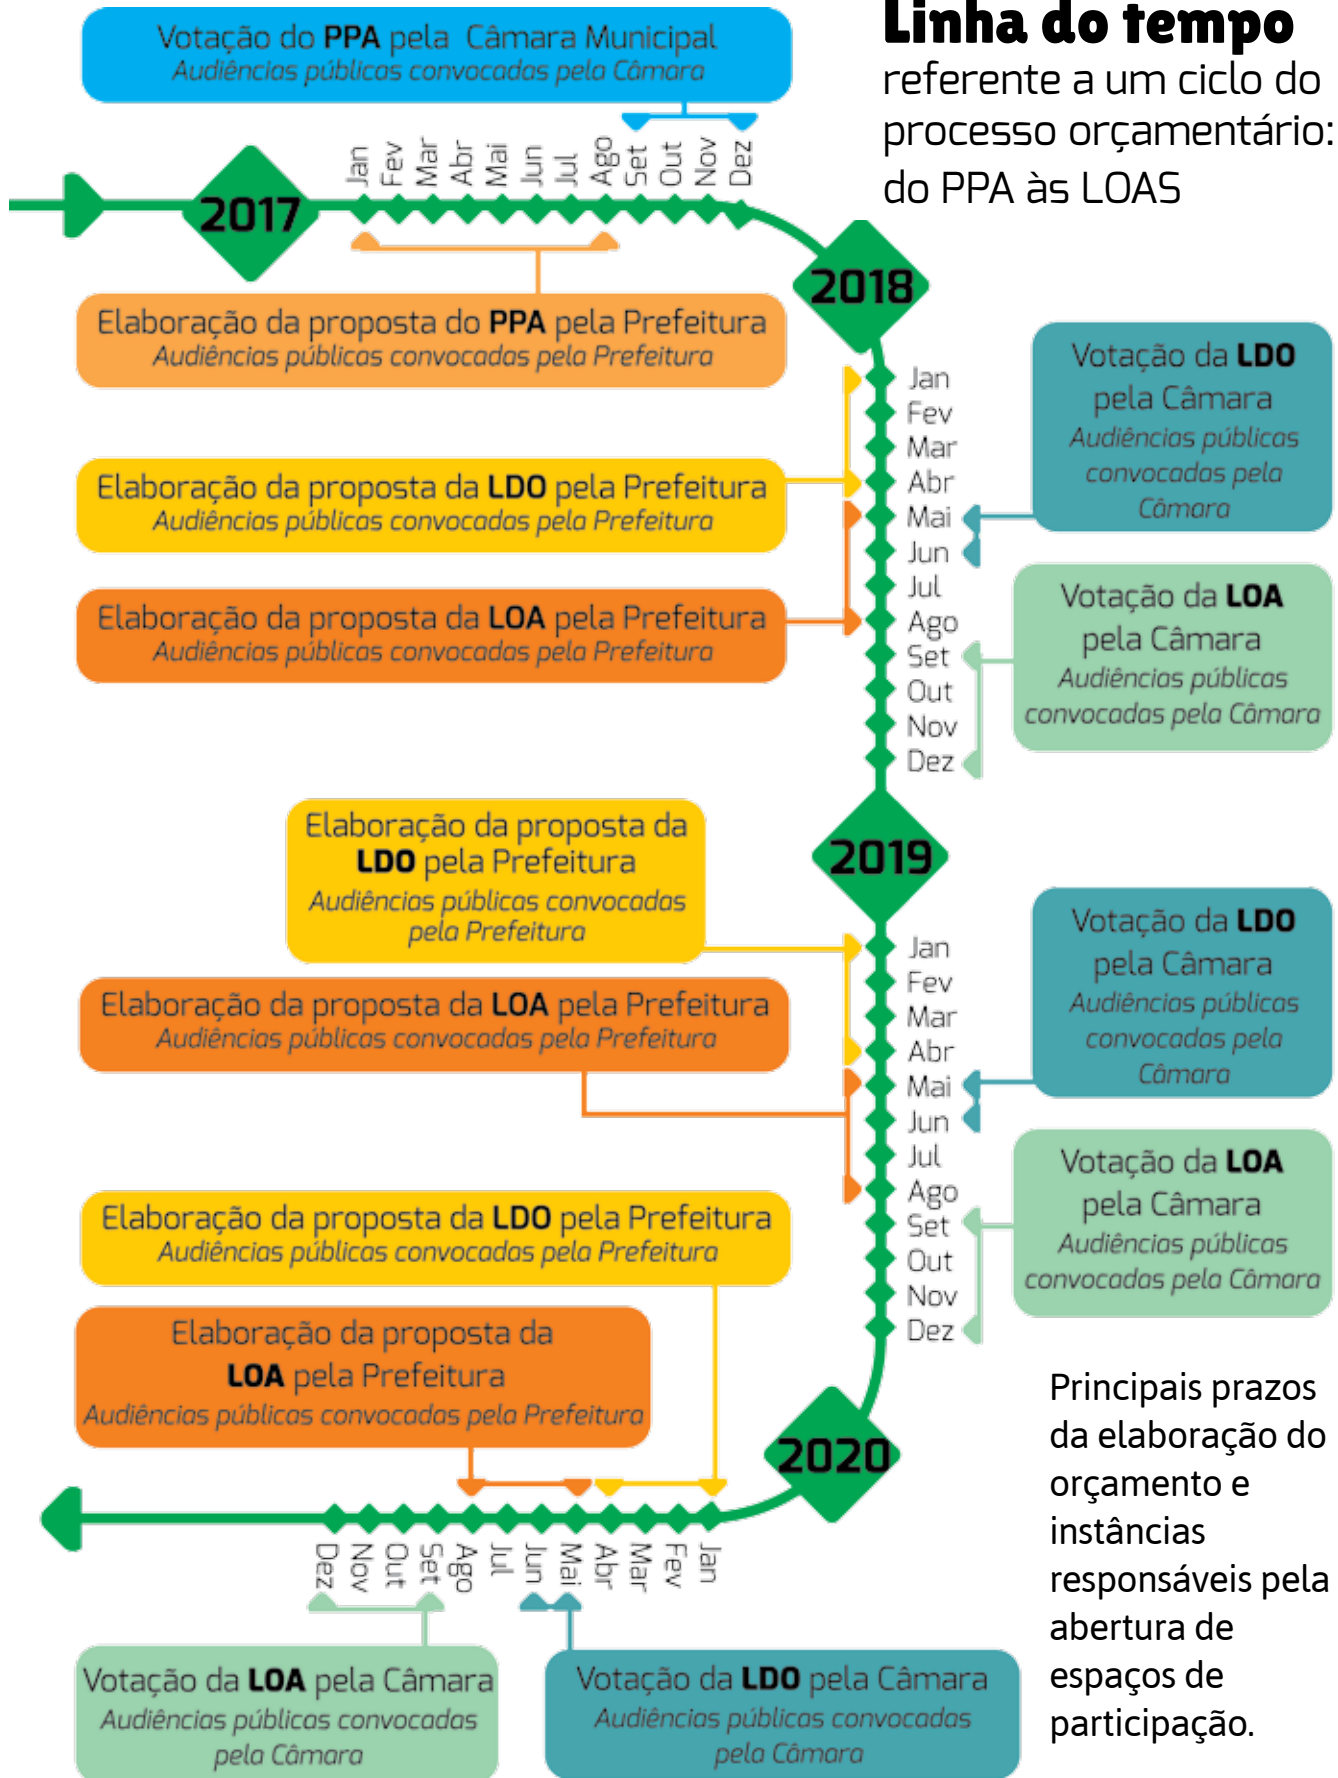 Linha do tempo
referente a um ciclo do
processo orçamentário:
do PPA às LOAS
Votação do PPA pela Câmara Municipal
Audiências públicas convocadas pela Câmara
2017
Jan
Fev
Mar
Abr
Mai
Jun
Jul
Ago
Set
Out
Nov
Dez
Elaboração da proposta do PPA pela Prefeitura
Audiências públicas convocadas pela Prefeitura
2018
Jan
Fev
Mar
Abr
Mai
Jun
Jul
Ago
Set
Out
Nov
Dez
Elaboração da proposta da LDO pela Prefeitura
Audiências públicas convocadas pela Prefeitura
Elaboração da proposta da LOA pela Prefeitura
Audiências públicas convocadas pela Prefeitura
Votação da LDO
pela Câmara
Audiências públicas
convocadas pela
Câmara
Votação da LOA
pela Câmara
Audiências públicas
convocadas pela Câmara
2019
Jan
Fev
Mar
Abr
Mai
Jun
Jul
Ago
Set
Out
Nov
Dez
Elaboração da proposta da
LDO pela Prefeitura
Audiências públicas convocadas
pela Prefeitura
Elaboração da proposta da LOA pela Prefeitura
Audiências públicas convocadas pela Prefeitura
Votação da LDO
pela Câmara
Audiências públicas
convocadas pela
Câmara
Votação da LOA
pela Câmara
Audiências públicas
convocadas pela Câmara
Elaboração da proposta da LDO pela Prefeitura
Audiências públicas convocadas pela Prefeitura
Elaboração da proposta da
LOA pela Prefeitura
Audiências públicas convocadas pela Prefeitura
2020
Dez
Nov
Out
Set
Ago
Jul
Jun
Mai
Abr
Mar
Fev
Jan
Votação da LOA pela Câmara
Audiências públicas convocadas
pela Câmara
Votação da LDO pela Câmara
Audiências públicas convocadas
pela Câmara
Principais prazos
da elaboração do
orçamento e
instâncias
responsáveis pela
abertura de
espaços de
participação.